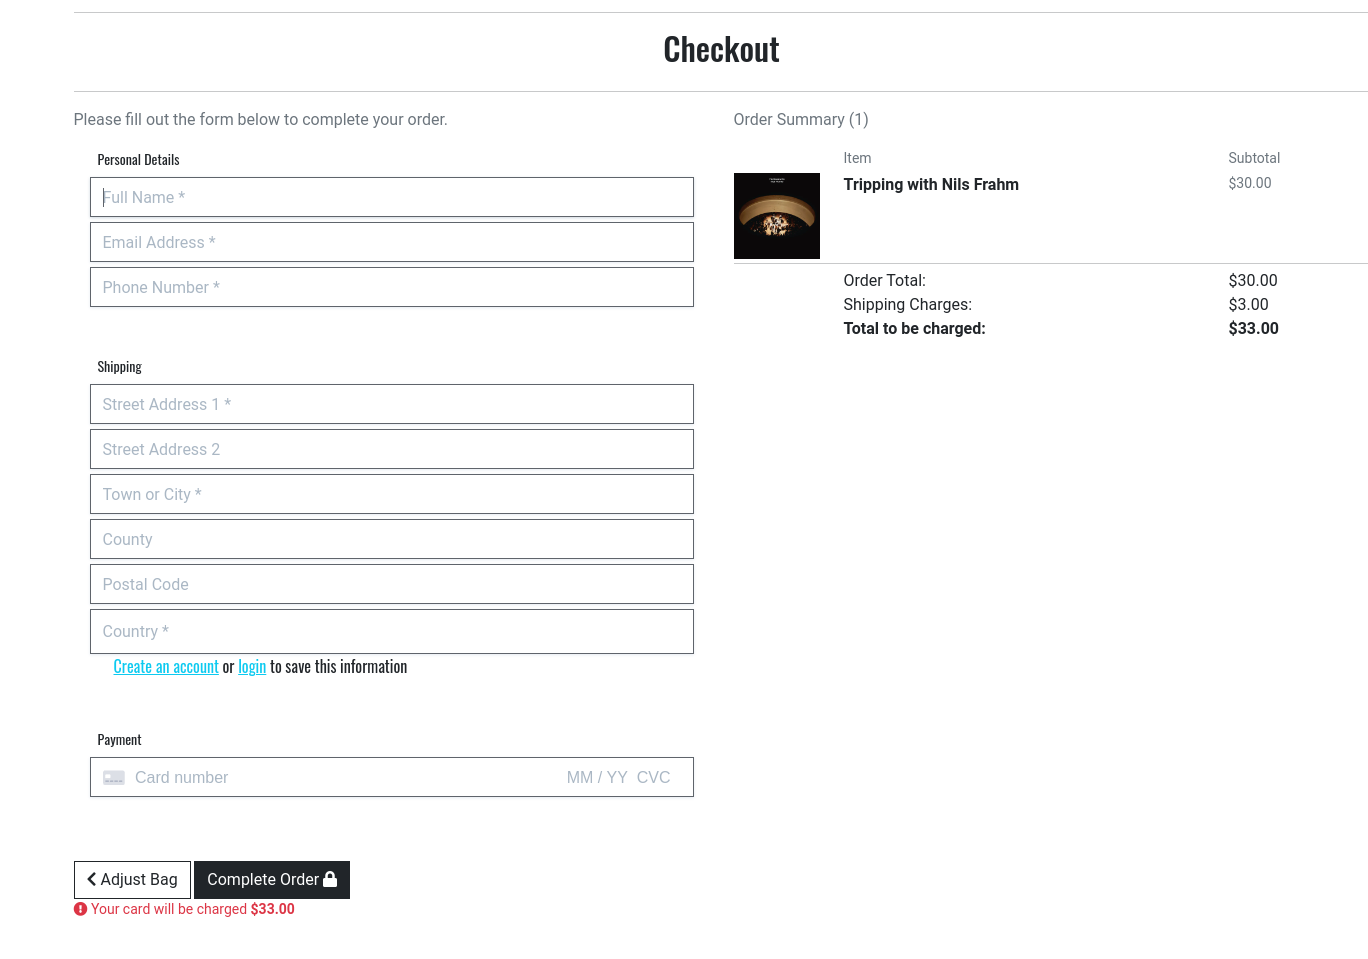 Checkout
Please fill out the form below to complete your order.
Personal Details
Full Name *
Email Address *
Phone Number *
Shipping
Street Address 1 *
Street Address 2
Town or City *
County
Postal Code
Country *
Create an account or login to save this information
Payment
Card number MM / YY CVC
Adjust Bag Complete Order
Your card will be charged $33.00
Order Summary (1)
Item Subtotal
Tripping with Nils Frahm $30.00
Order Total: $30.00
Shipping Charges: $3.00
Total to be charged: $33.00